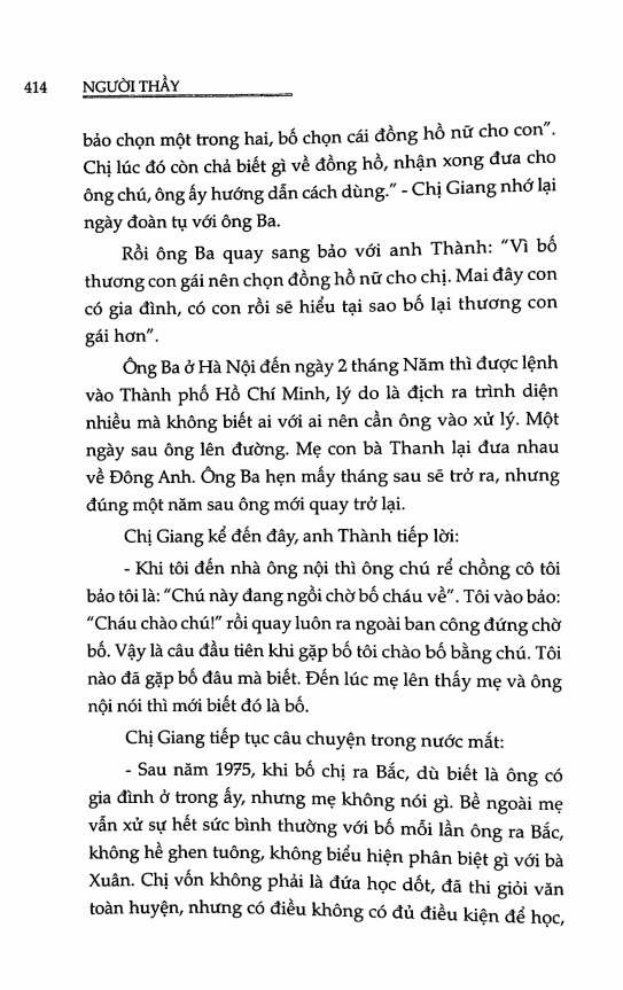 414 NGƯỜI THẦY
bảo chọn một trong hai, bố chọn cái đồng hồ nữ cho con”.
Chị lúc đó còn chả biết gì về đồng hồ, nhận xong đưa cho
ông chú, ông ấy hướng dẫn cách dùng.” - Chị Giang nhớ lại
ngày đoàn tụ với ông Ba.
Rồi ông Ba quay sang bảo với anh Thành: “Vì bố
thương con gái nên chọn đồng hồ nữ cho chị. Mai đây con
có gia đình, có con rồi sẽ hiểu tại sao bố lại thương con
gái hơn”.
Ông Ba ở Hà Nội đến ngày 2 tháng Năm thì được lệnh
vào Thành phố Hồ Chí Minh, lý do là địch ra trình diện
nhiều mà không biết ai với ai nên cần ông vào xử lý. Một
ngày sau ông lên đường. Mẹ con bà Thanh lại đưa nhau
về Đông Anh. Ông Ba hẹn mấy tháng sau sẽ trở ra, nhưng
đúng một năm sau ông mới quay trở lại.
Chị Giang kể đến đây, anh Thành tiếp lời:
- Khi tôi đến nhà ông nội thì ông chú rể chồng cô tôi
bảo tôi là: “Chú này đang ngồi chờ bố cháu về”. Tôi vào bảo:
“Cháu chào chú!” rồi quay luôn ra ngoài ban công đứng chờ
bố. Vậy là câu đầu tiên khi gặp bố tôi chào bố bằng chú. Tôi
nào đã gặp bố đâu mà biết. Đến lúc mẹ lên thấy mẹ và ông
nội nói thì mới biết đó là bố.
Chị Giang tiếp tục câu chuyện trong nước mắt:
- Sau năm 1975, khi bố chị ra Bắc, dù biết là ông có
gia đình ở trong ấy, nhưng mẹ không nói gì. Bề ngoài mẹ
vẫn xử sự hết sức bình thường với bố mỗi lần ông ra Bắc,
không hề ghen tuông, không biểu hiện phân biệt gì với bà
Xuân. Chị vốn không phải là đứa học dốt, đã thi giỏi văn
toàn huyện, nhưng có điều không có đủ điều kiện để học,